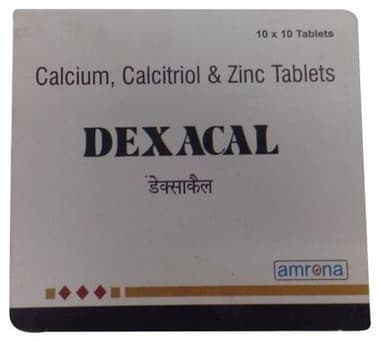 10 x 10 Tablets
Calcium, Calcitriol & Zinc Tablets
DEXACAL
डेक्साकैल
amrona